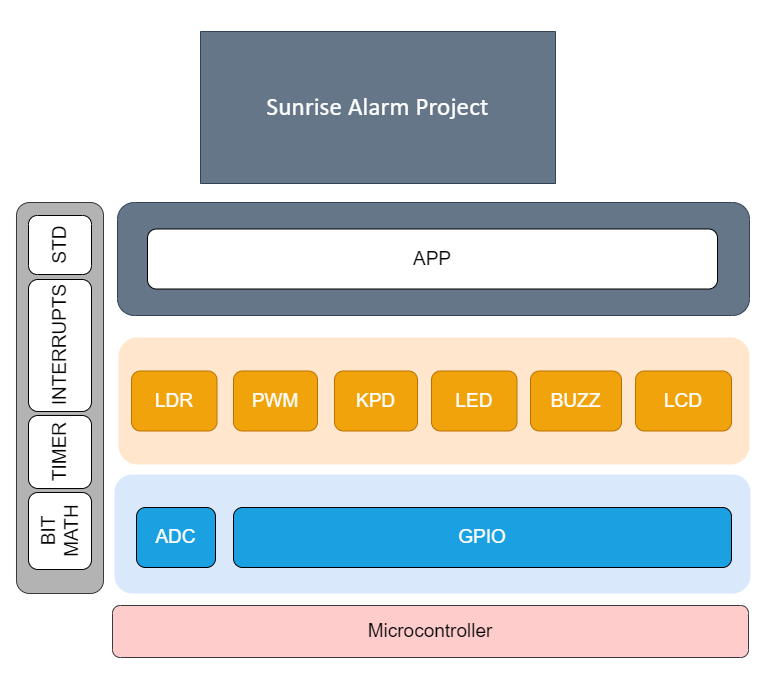 Sunrise Alarm Project
STD
INTERRUPTS
TIMER
BIT
MATH
APP
LDR
PWM
KPD
LED
BUZZ
LCD
ADC
GPIO
Microcontroller